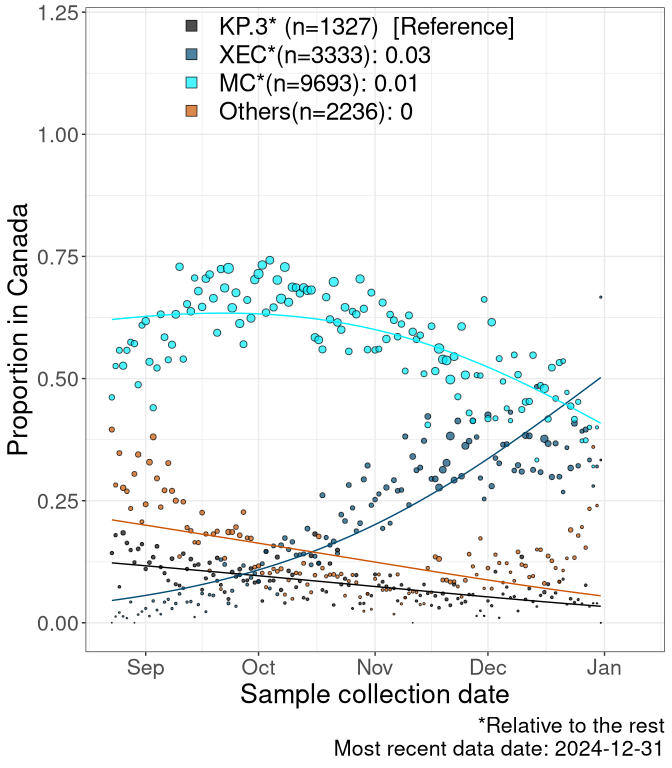 KP.3* (n=1327)  [Reference]
XEC*(n=3333): 0.03
MC*(n=9693): 0.01
Others(n=2236): 0
1.25
1.00
0.75
0.50
0.25
0.00
Proportion in Canada
Sep Oct Nov Dec Jan
Sample collection date
*Relative to the rest
Most recent data date: 2024-12-31